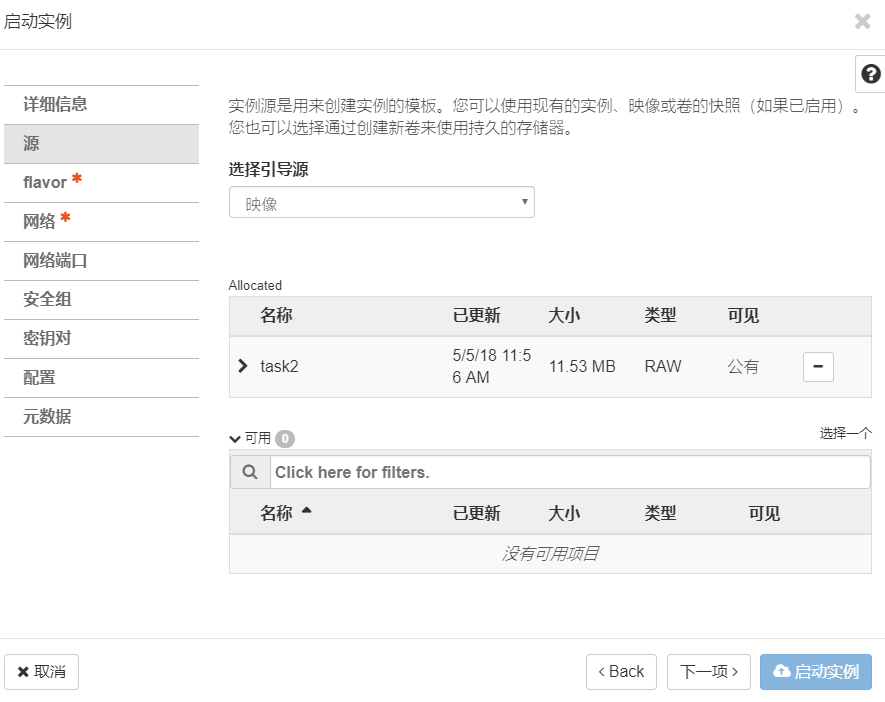 启动实例
详细信息
源
flavor *
网络 *
网络端口
安全组
密钥对
配置
元数据
实例源是用来创建实例的模板。您可以使用现有的实例、映像或卷的快照（如果已启用）。
您也可以选择通过创建新卷来使用持久的存储器。
选择引导源
映像
Allocated
名称 已更新 大小 类型 可见
task2 5/5/18 11:5 11.53 MB RAW 公有
6 AM
可用 0 选择一个
Click here for filters.
名称 已更新 大小 类型 可见
没有可用项目
取消 ‹ Back 下一项 › 启动实例